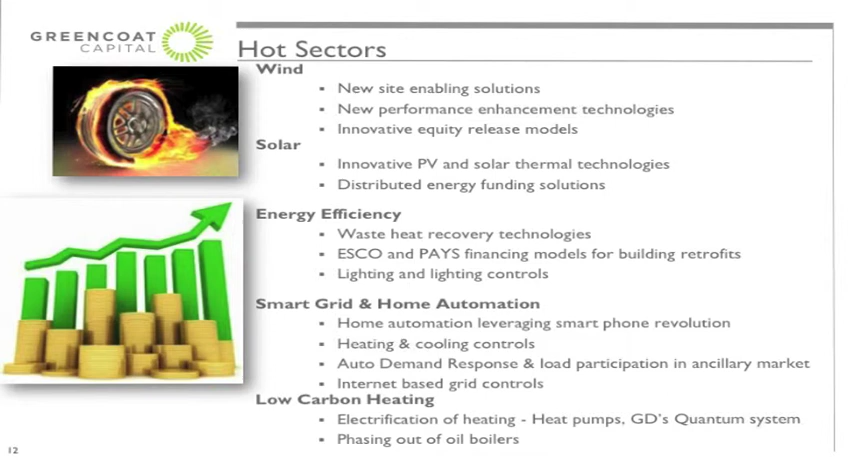 GREENCOAT
CAPITAL
Hot Sectors
Wind
▪ New site enabling solutions
▪ New performance enhancement technologies
▪ Innovative equity release models
Solar
▪ Innovative PV and solar thermal technologies
▪ Distributed energy funding solutions
Energy Efficiency
▪ Waste heat recovery technologies
▪ ESCO and PAYS financing models for building retrofits
▪ Lighting and lighting controls
Smart Grid & Home Automation
▪ Home automation leveraging smart phone revolution
▪ Heating & cooling controls
▪ Auto Demand Response & load participation in ancillary market
▪ Internet based grid controls
Low Carbon Heating
▪ Electrification of heating - Heat pumps, GD's Quantum system
▪ Phasing out of oil boilers
12